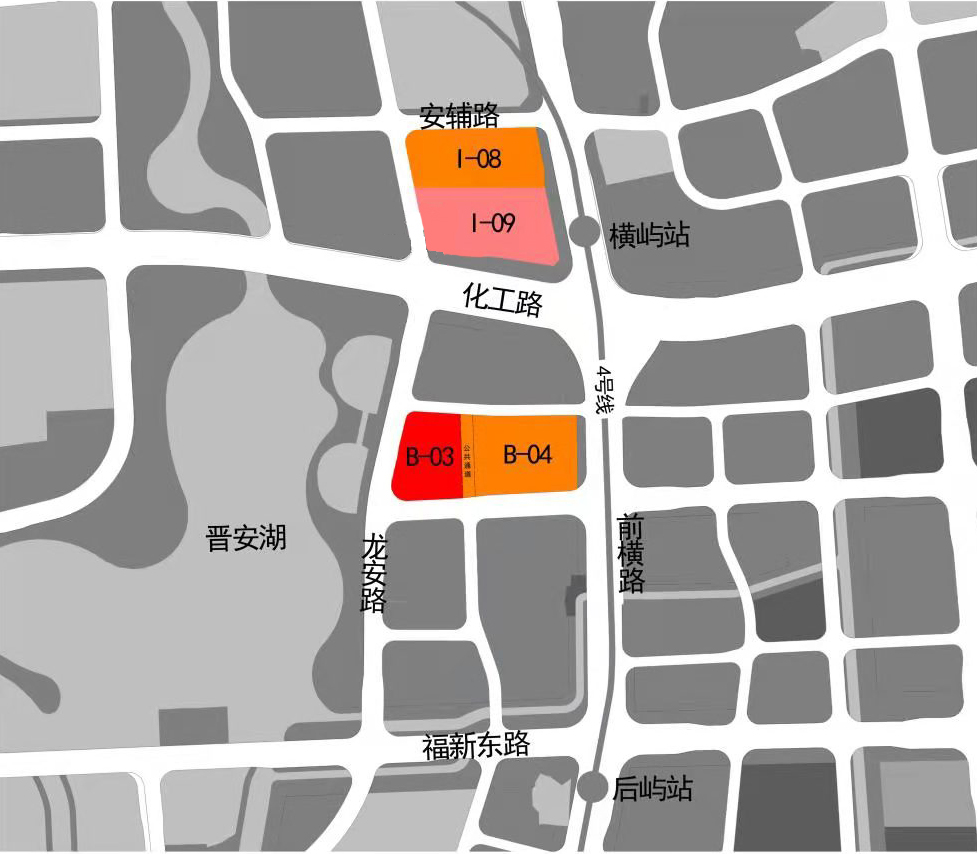 安辅路
I-08
I-09
横屿站
化工路
4号线
B-03
公共通道
B-04
晋安湖
龙安路
前横路
福新东路
后屿站